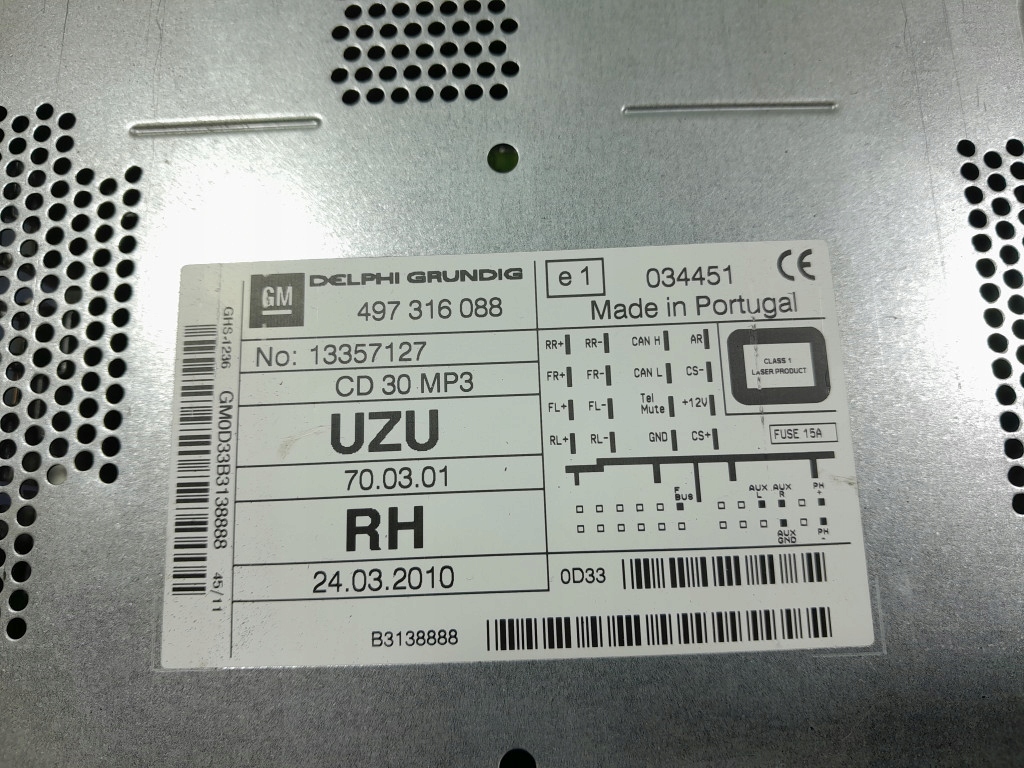 GM DELPHI GRUNDIG
497 316 088
No: 13357127
CD 30 MP3
UZU
70.03.01
RH
24.03.2010
B3138888
e 1 034451 CE
Made in Portugal
RR+ RR- CAN H AR
FR+ FR- CAN L CS-
FL+ FL- Tel Mute +12V
RL+ RL- GND CS+
CLASS 1
LASER PRODUCT
FUSE 15A
F BUS
AUX L
AUX R
PH +
AUX GND
PH -
0D33
GHS-1236 GM0D33B3138888 45/11